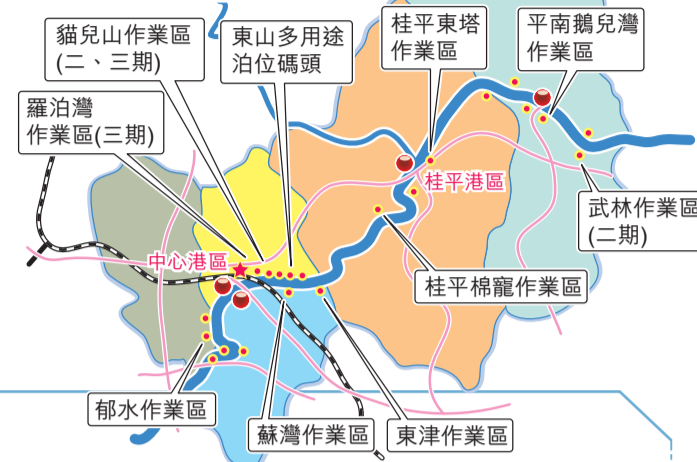 貓兒山作業區
(二、三期)
東山多用途
泊位碼頭
桂平東塔
作業區
平南鵝兒灣
作業區
羅泊灣
作業區(三期)
桂平港區
武林作業區
(二期)
中心港區
桂平棉寵作業區
郁水作業區
蘇灣作業區
東津作業區